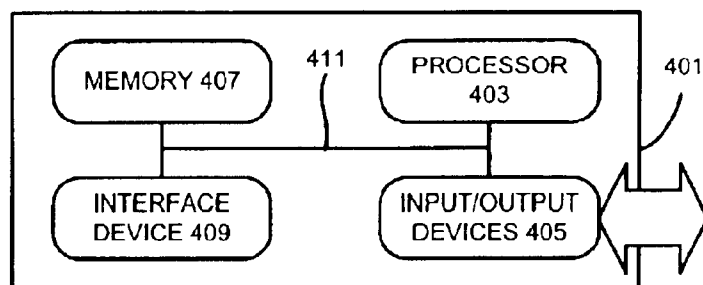 MEMORY 407
411
PROCESSOR
403
401
INTERFACE
DEVICE 409
INPUT/OUTPUT
DEVICES 405